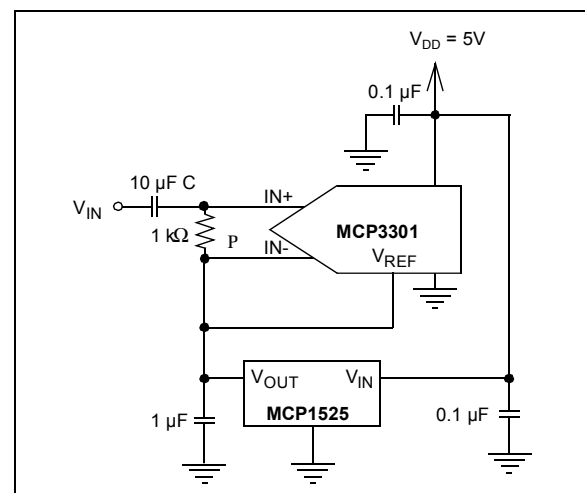 V_DD = 5V
0.1 µF
10 µF C
V_IN
IN+
1 kΩ
P
IN-
MCP3301
V_REF
V_OUT
V_IN
MCP1525
1 µF
0.1 µF